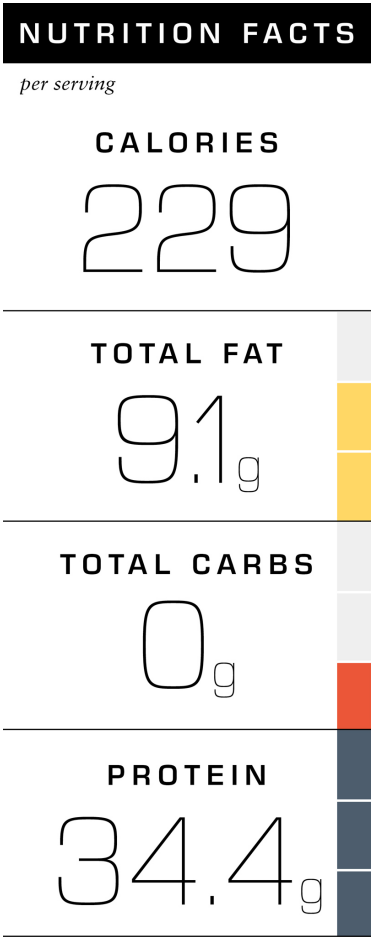 NUTRITION FACTS
per serving
CALORIES
229
TOTAL FAT
9.1g
TOTAL CARBS
0g
PROTEIN
34.4g